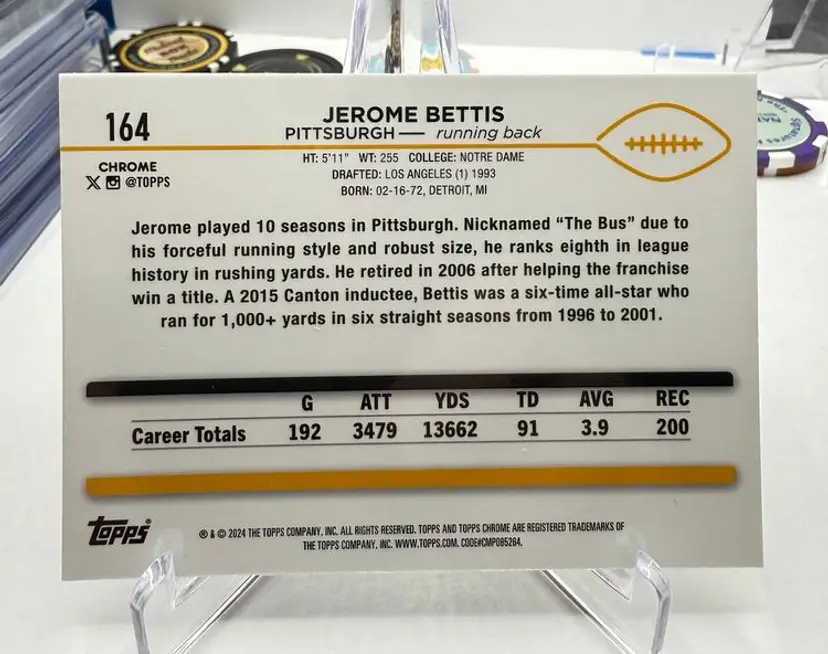 164
JEROME BETTIS
PITTSBURGH — running back
CHROME
X @TOPPS
HT: 5'11" WT: 255 COLLEGE: NOTRE DAME
DRAFTED: LOS ANGELES (1) 1993
BORN: 02-16-72, DETROIT, MI
Jerome played 10 seasons in Pittsburgh. Nicknamed “The Bus” due to
his forceful running style and robust size, he ranks eighth in league
history in rushing yards. He retired in 2006 after helping the franchise
win a title. A 2015 Canton inductee, Bettis was a six-time all-star who
ran for 1,000+ yards in six straight seasons from 1996 to 2001.
G ATT YDS TD AVG REC
Career Totals 192 3479 13662 91 3.9 200
Topps®
® & © 2024 THE TOPPS COMPANY, INC. ALL RIGHTS RESERVED. TOPPS AND TOPPS CHROME ARE REGISTERED TRADEMARKS OF
THE TOPPS COMPANY, INC. WWW.TOPPS.COM. CODE#CMP085264.